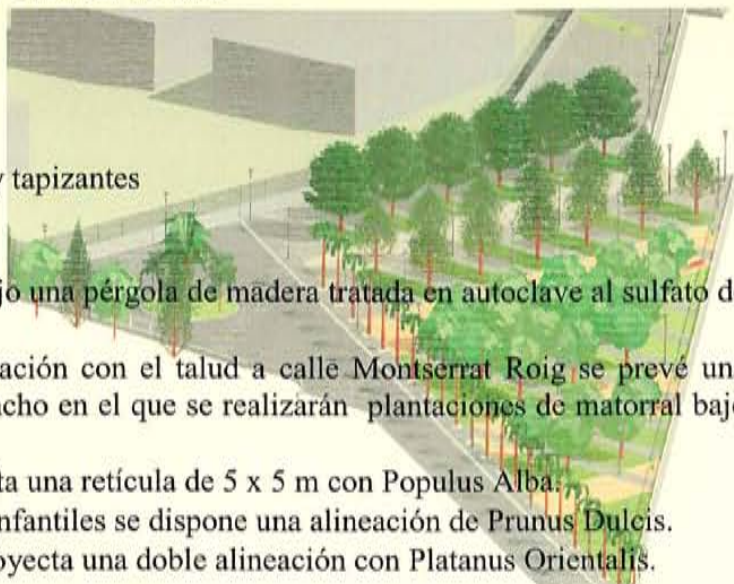 y tapizantes
jo una pérgola de madera tratada en autoclave al sulfato d
ación con el talud a calle Montserrat Roig se prevé un
ncho en el que se realizarán plantaciones de matorral baj
ta una retícula de 5 x 5 m con Populus Alba.
nfantiles se dispone una alineación de Prunus Dulcis.
oyecta una doble alineación con Platanus Orientalis.